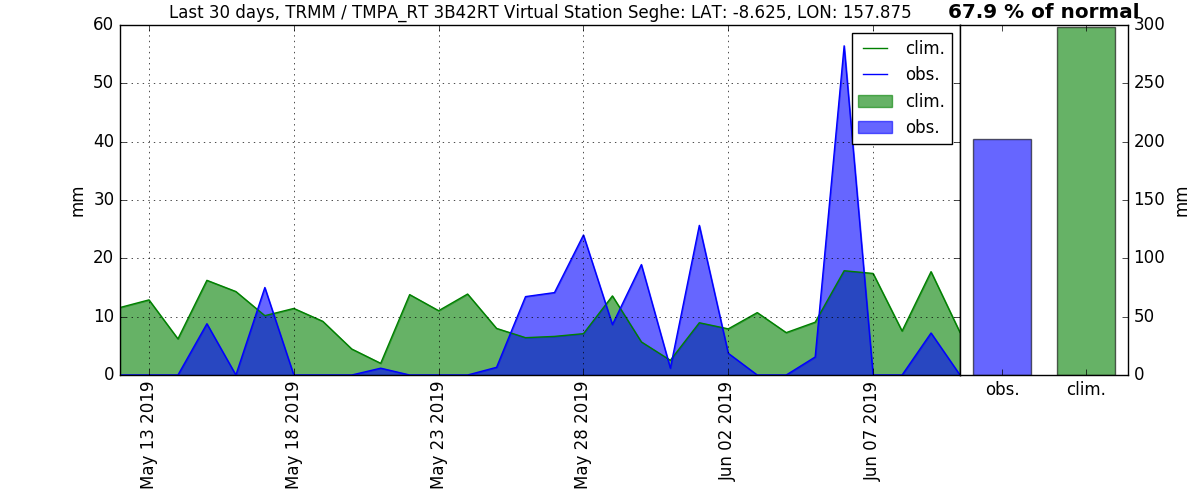 Last 30 days, TRMM / TMPA_RT 3B42RT Virtual Station Seghe: LAT: -8.625, LON: 157.875
67.9 % of normal
60
50
40
30
20
10
0
mm
clim.
obs.
clim.
obs.
300
250
200
150
100
50
0
mm
May 13 2019
May 18 2019
May 23 2019
May 28 2019
Jun 02 2019
Jun 07 2019
obs.
clim.